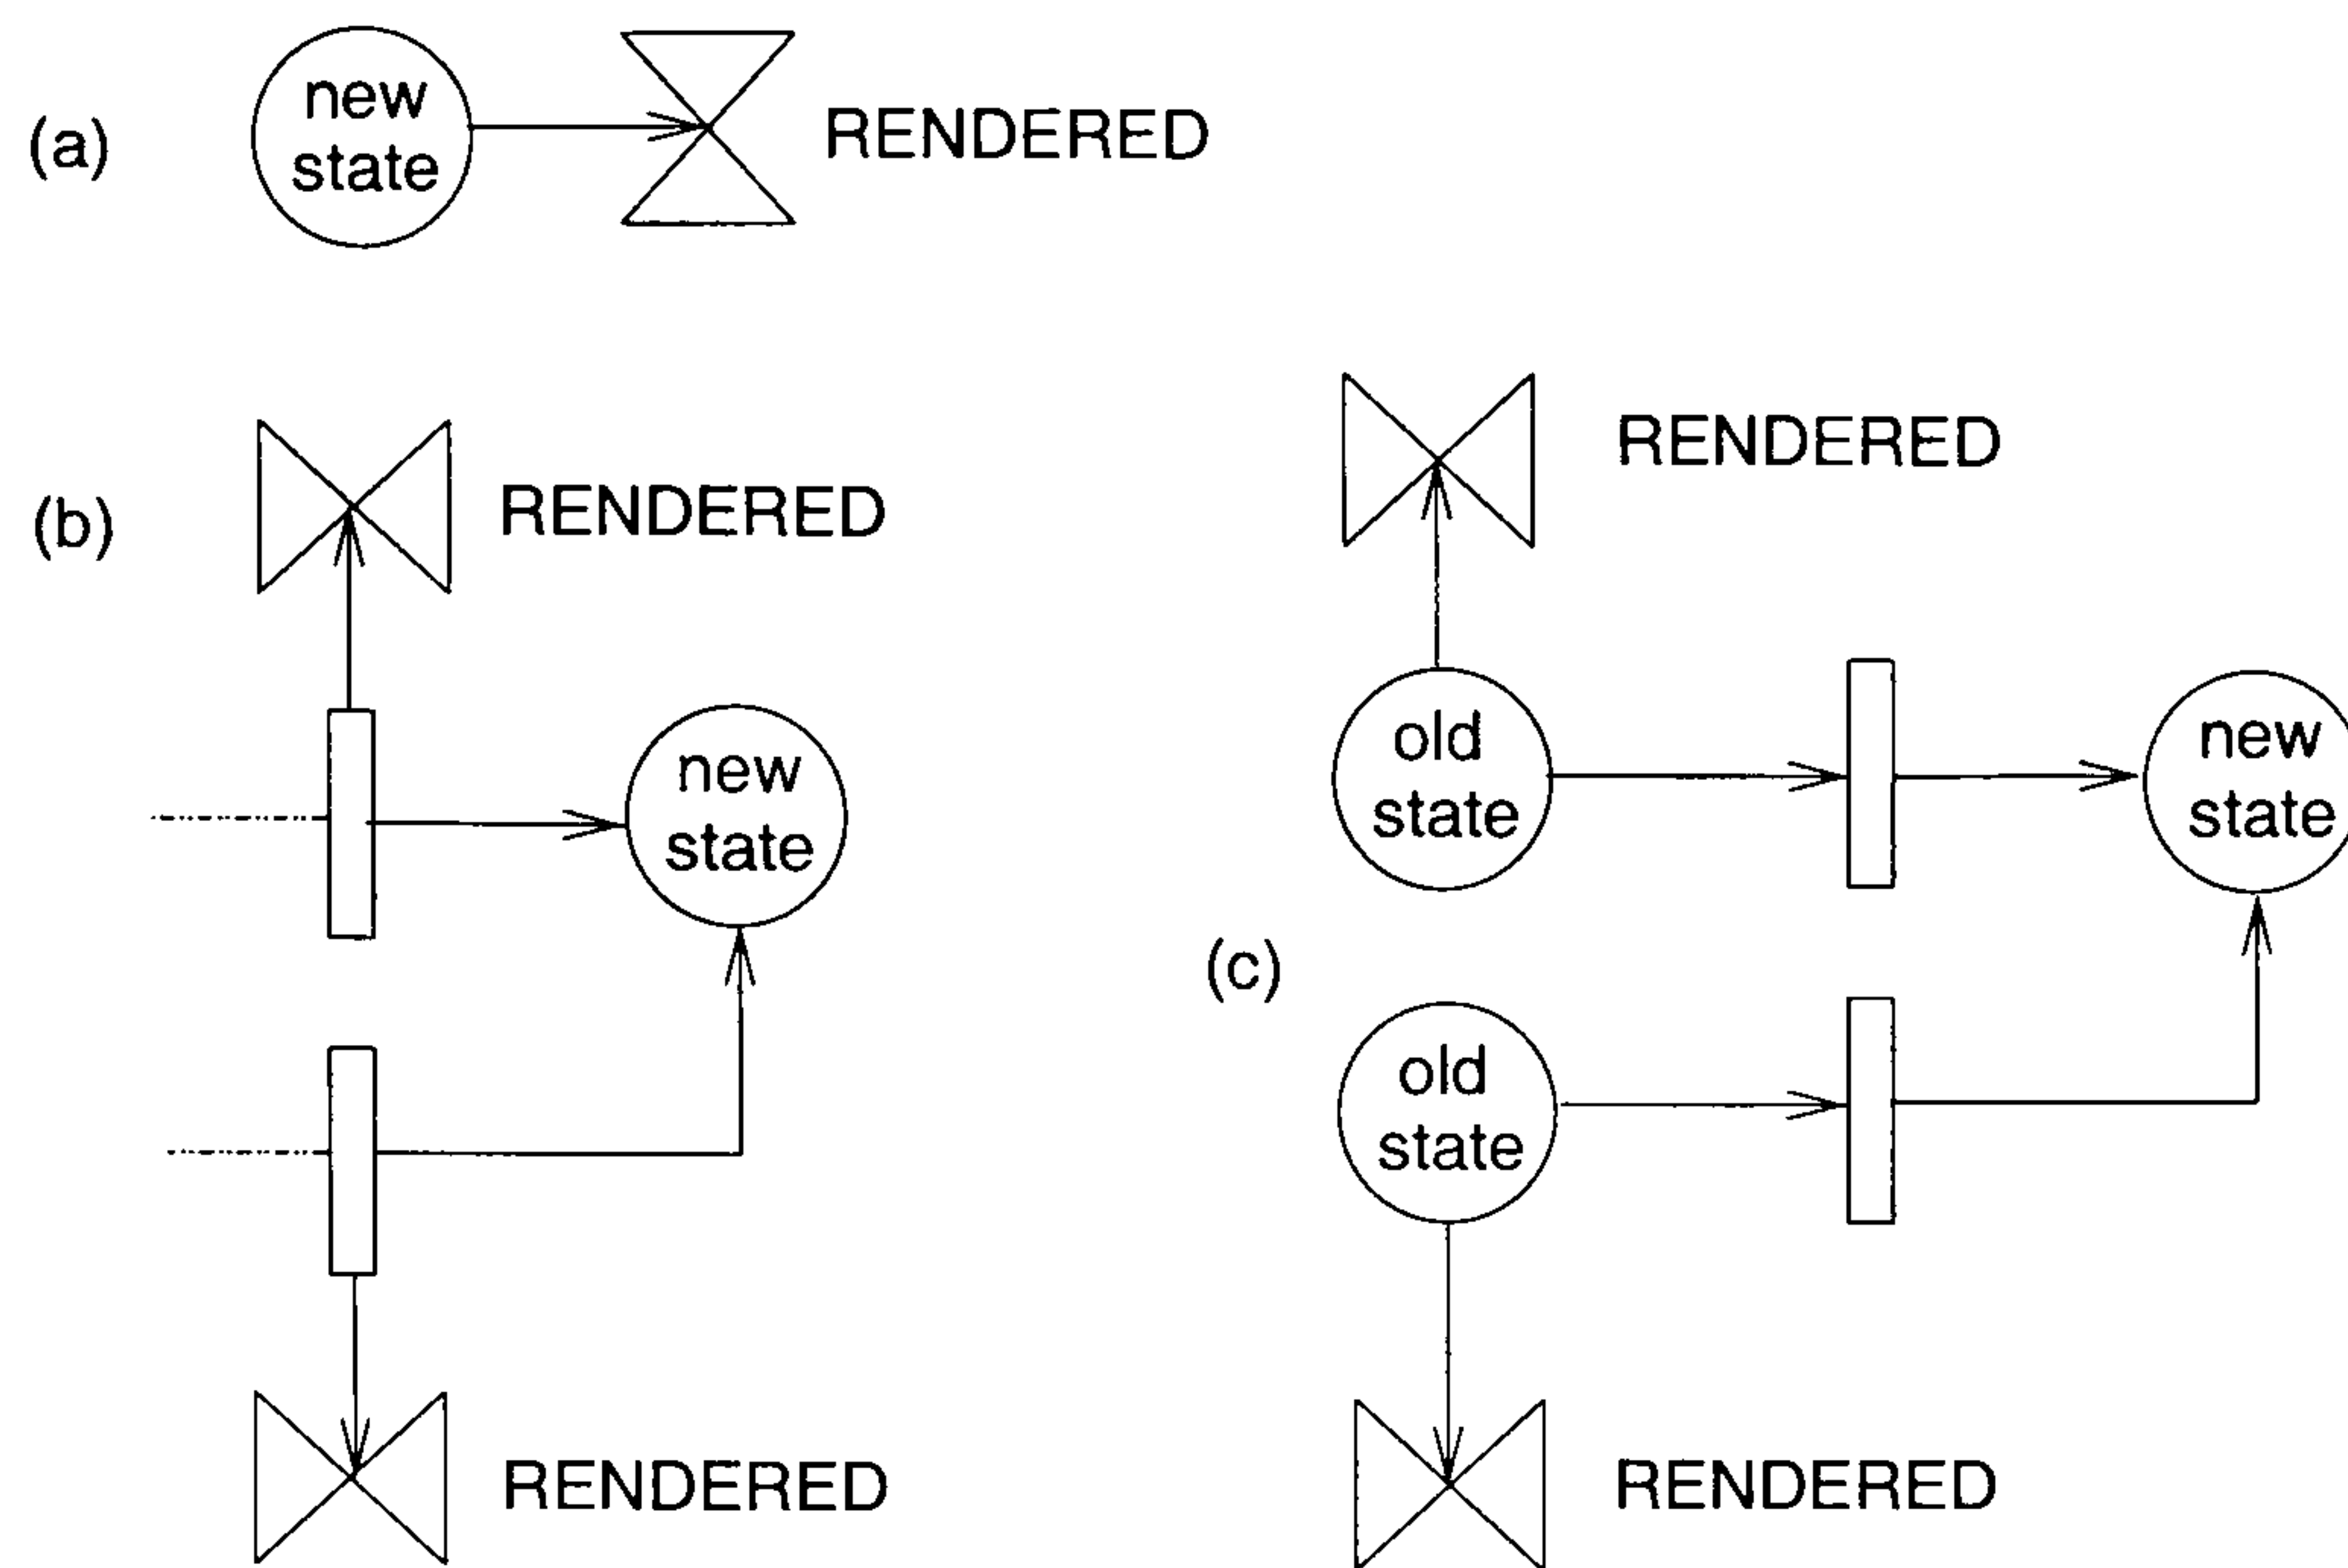 (a)
new
state
RENDERED
(b)
RENDERED
new
state
RENDERED
(c)
RENDERED
old
state
new
state
old
state
RENDERED